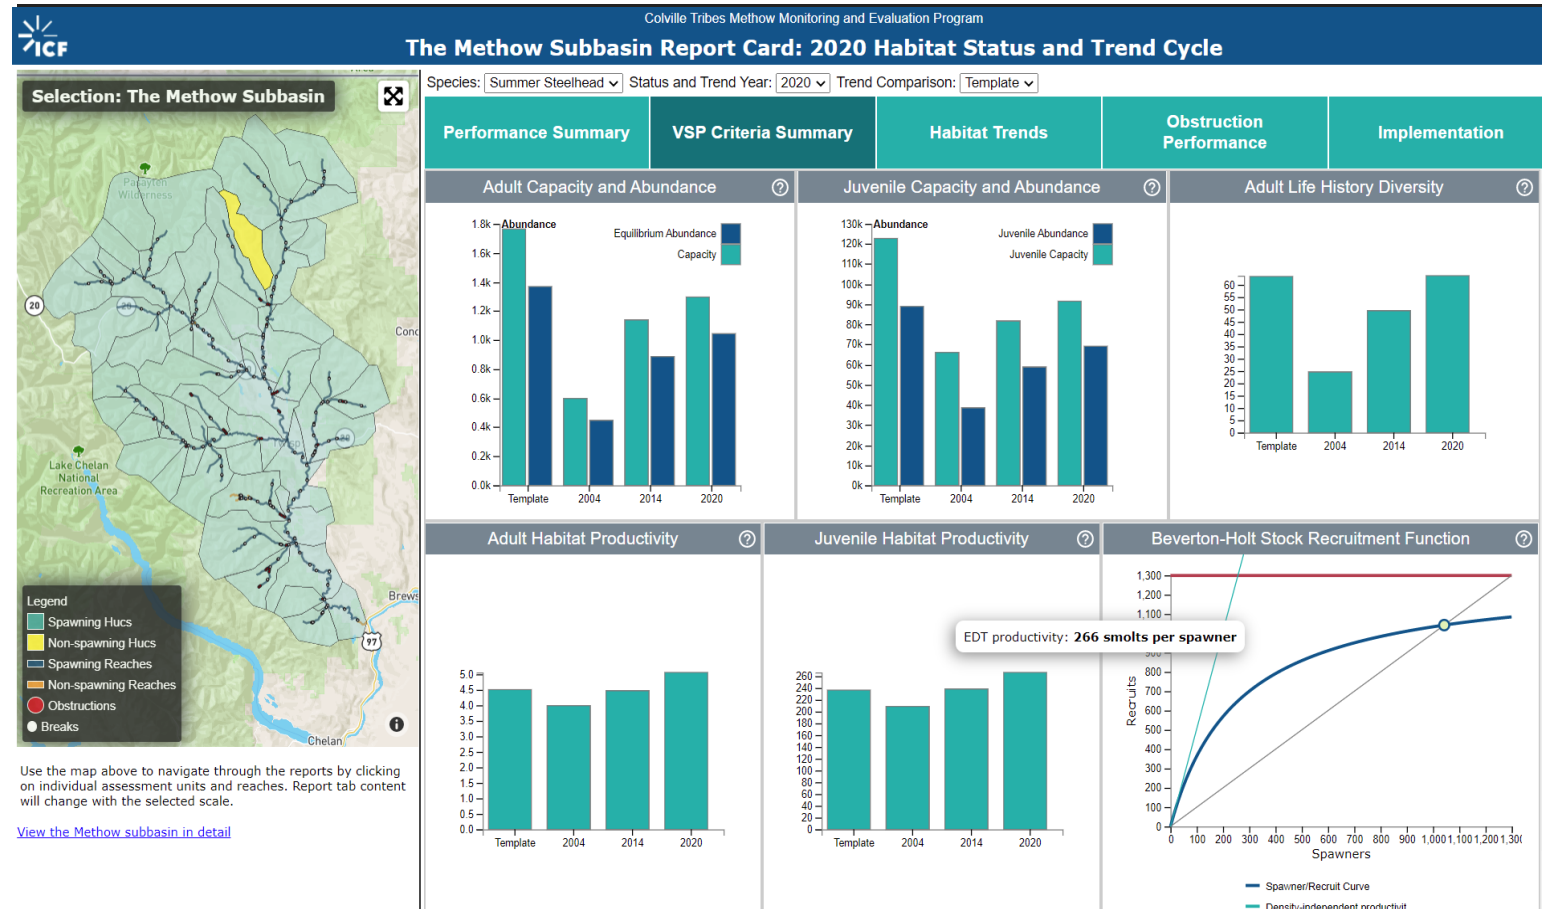 Colville Tribes Methow Monitoring and Evaluation Program
ICF
The Methow Subbasin Report Card: 2020 Habitat Status and Trend Cycle
Selection: The Methow Subbasin
Pasayten
Wilderness
20
20
Conc
20
Lake Chelan
National
Recreation Area
Brews
97
Chelan
Legend
Spawning Hucs
Non-spawning Hucs
Spawning Reaches
Non-spawning Reaches
Obstructions
Breaks
Use the map above to navigate through the reports by clicking
on individual assessment units and reaches. Report tab content
will change with the selected scale.
View the Methow subbasin in detail
Species: Summer Steelhead Status and Trend Year: 2020 Trend Comparison: Template
Performance Summary
VSP Criteria Summary
Habitat Trends
Obstruction
Performance
Implementation
Adult Capacity and Abundance ?
Abundance
Equilibrium Abundance
Capacity
1.8k
1.6k
1.4k
1.2k
1.0k
0.8k
0.6k
0.4k
0.2k
0.0k
Template 2004 2014 2020
Juvenile Capacity and Abundance ?
Abundance
Juvenile Abundance
Juvenile Capacity
130k
120k
110k
100k
90k
80k
70k
60k
50k
40k
30k
20k
10k
0k
Template 2004 2014 2020
Adult Life History Diversity ?
60
55
50
45
40
35
30
25
20
15
10
5
0
Template 2004 2014 2020
Adult Habitat Productivity ?
5.0
4.5
4.0
3.5
3.0
2.5
2.0
1.5
1.0
0.5
0.0
Template 2004 2014 2020
Juvenile Habitat Productivity ?
EDT productivity: 266 smolts per spawner
260
240
220
200
180
160
140
120
100
80
60
40
20
0
Template 2004 2014 2020
Beverton-Holt Stock Recruitment Function ?
1,300
1,200
1,100
900
800
700
600
500
400
300
200
100
0
Recruits
0 100 200 300 400 500 600 700 800 900 1,000 1,100 1,200 1,300
Spawners
Spawner/Recruit Curve
Density-independent productivit